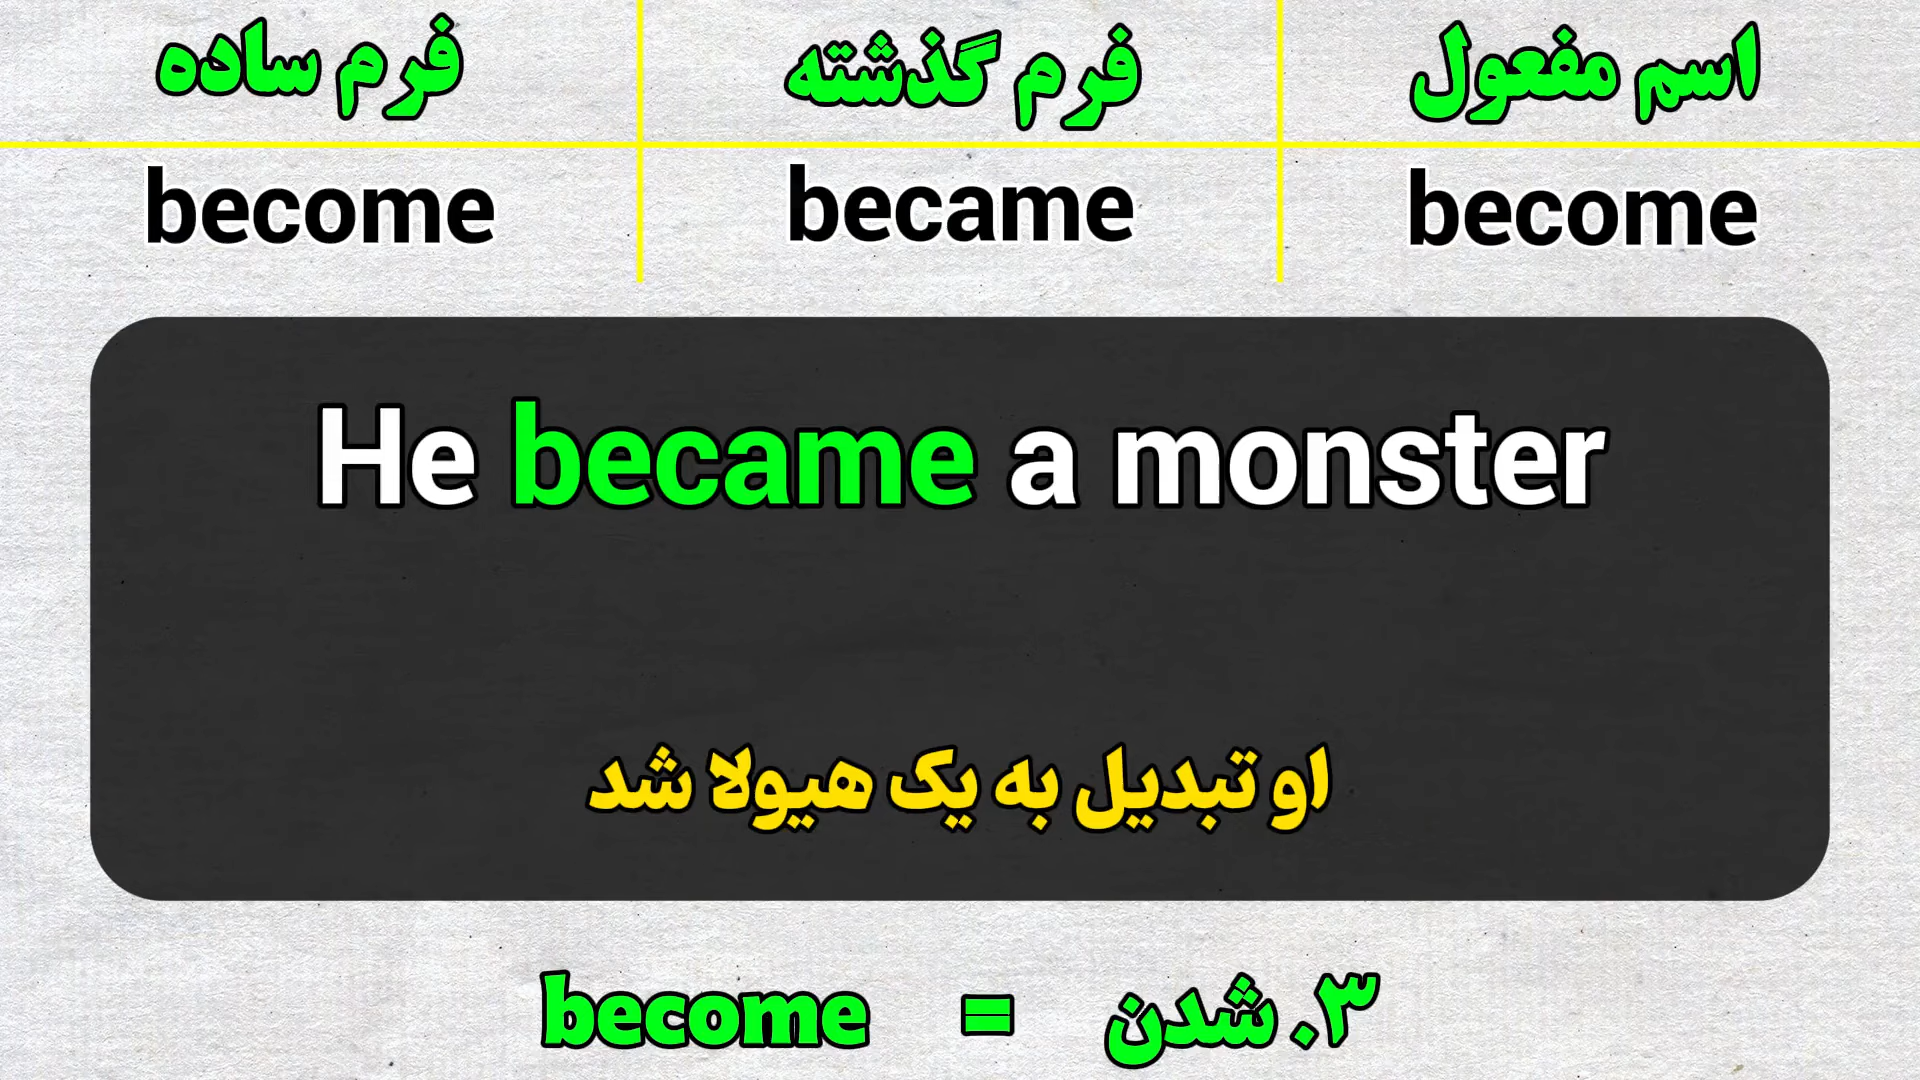 فرم ساده
فرم گذشته
اسم مفعول
become
became
become
He became a monster
او تبدیل به یک هیولا شد
become = ۳. شدن